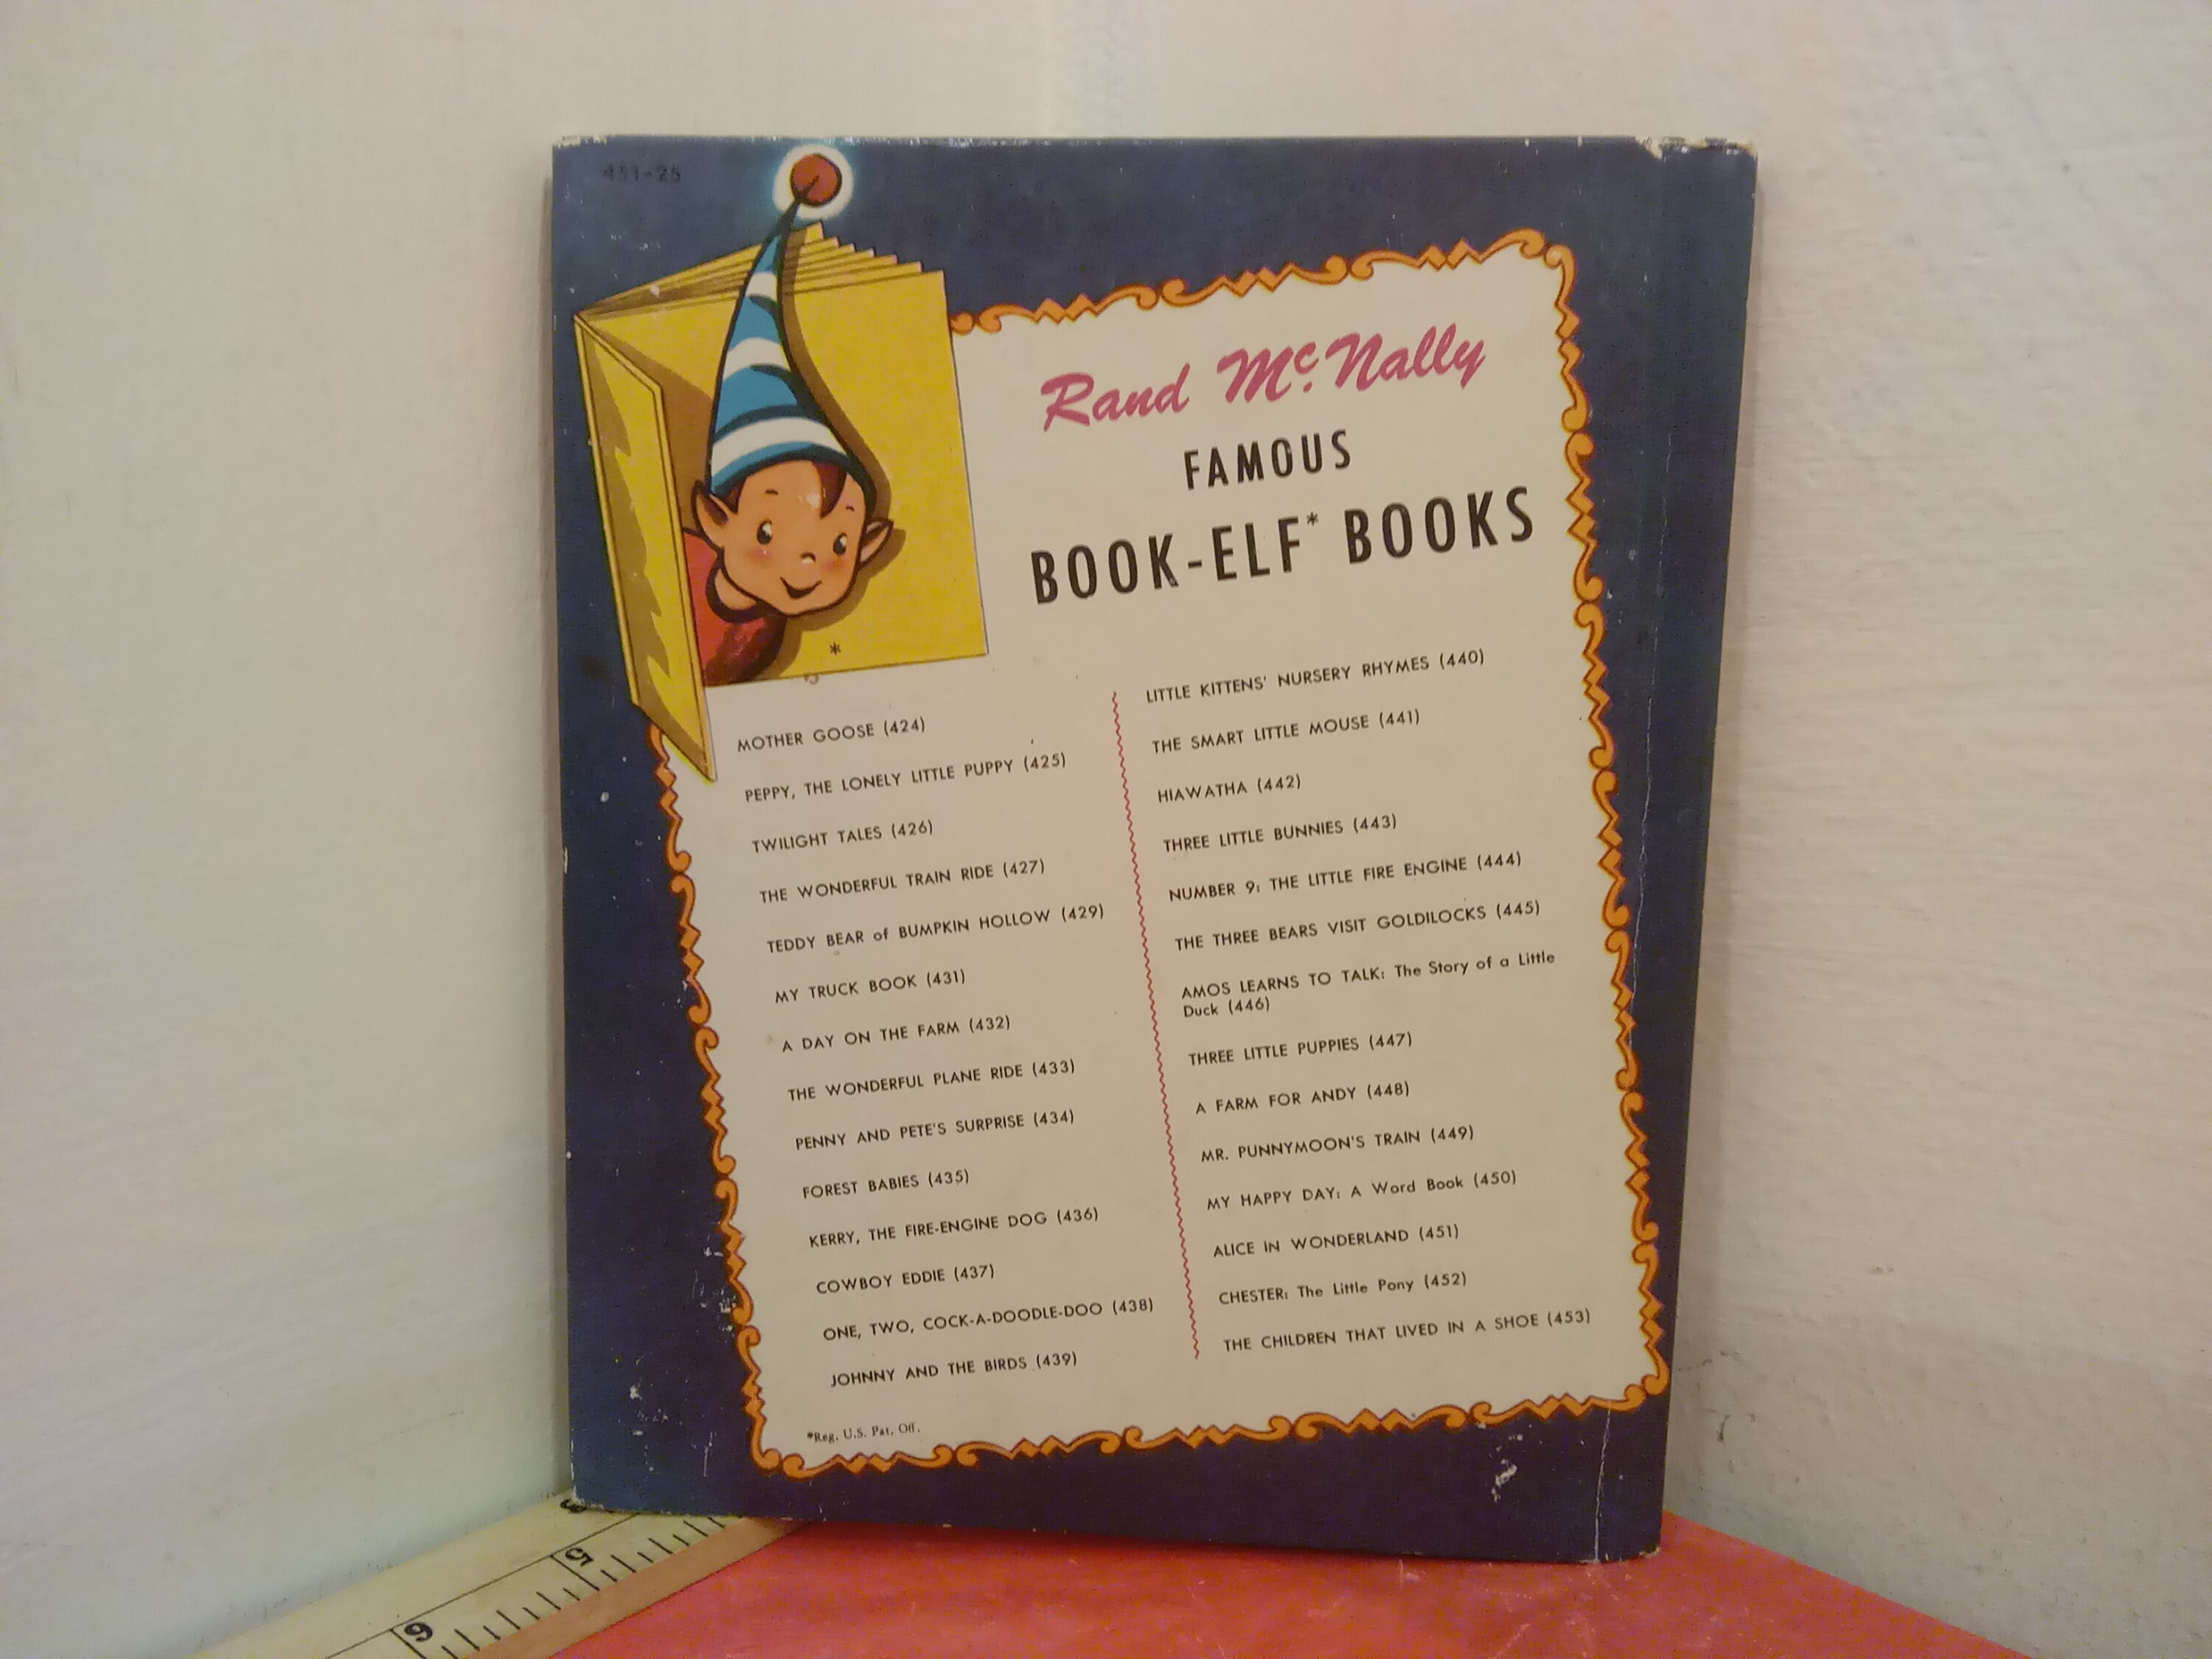 451-25
Rand McNally
FAMOUS
BOOK-ELF* BOOKS
*
MOTHER GOOSE (424)
PEPPY, THE LONELY LITTLE PUPPY (425)
TWILIGHT TALES (426)
THE WONDERFUL TRAIN RIDE (427)
TEDDY BEAR of BUMPKIN HOLLOW (429)
MY TRUCK BOOK (431)
A DAY ON THE FARM (432)
THE WONDERFUL PLANE RIDE (433)
PENNY AND PETE'S SURPRISE (434)
FOREST BABIES (435)
KERRY, THE FIRE-ENGINE DOG (436)
COWBOY EDDIE (437)
ONE, TWO, COCK-A-DOODLE-DOO (438)
JOHNNY AND THE BIRDS (439)
LITTLE KITTENS' NURSERY RHYMES (440)
THE SMART LITTLE MOUSE (441)
HIAWATHA (442)
THREE LITTLE BUNNIES (443)
NUMBER 9: THE LITTLE FIRE ENGINE (444)
THE THREE BEARS VISIT GOLDILOCKS (445)
AMOS LEARNS TO TALK: The Story of a Little
Duck (446)
THREE LITTLE PUPPIES (447)
A FARM FOR ANDY (448)
MR. PUNNYMOON'S TRAIN (449)
MY HAPPY DAY: A Word Book (450)
ALICE IN WONDERLAND (451)
CHESTER: The Little Pony (452)
THE CHILDREN THAT LIVED IN A SHOE (453)
*Reg. U.S. Pat. Off.
5
6